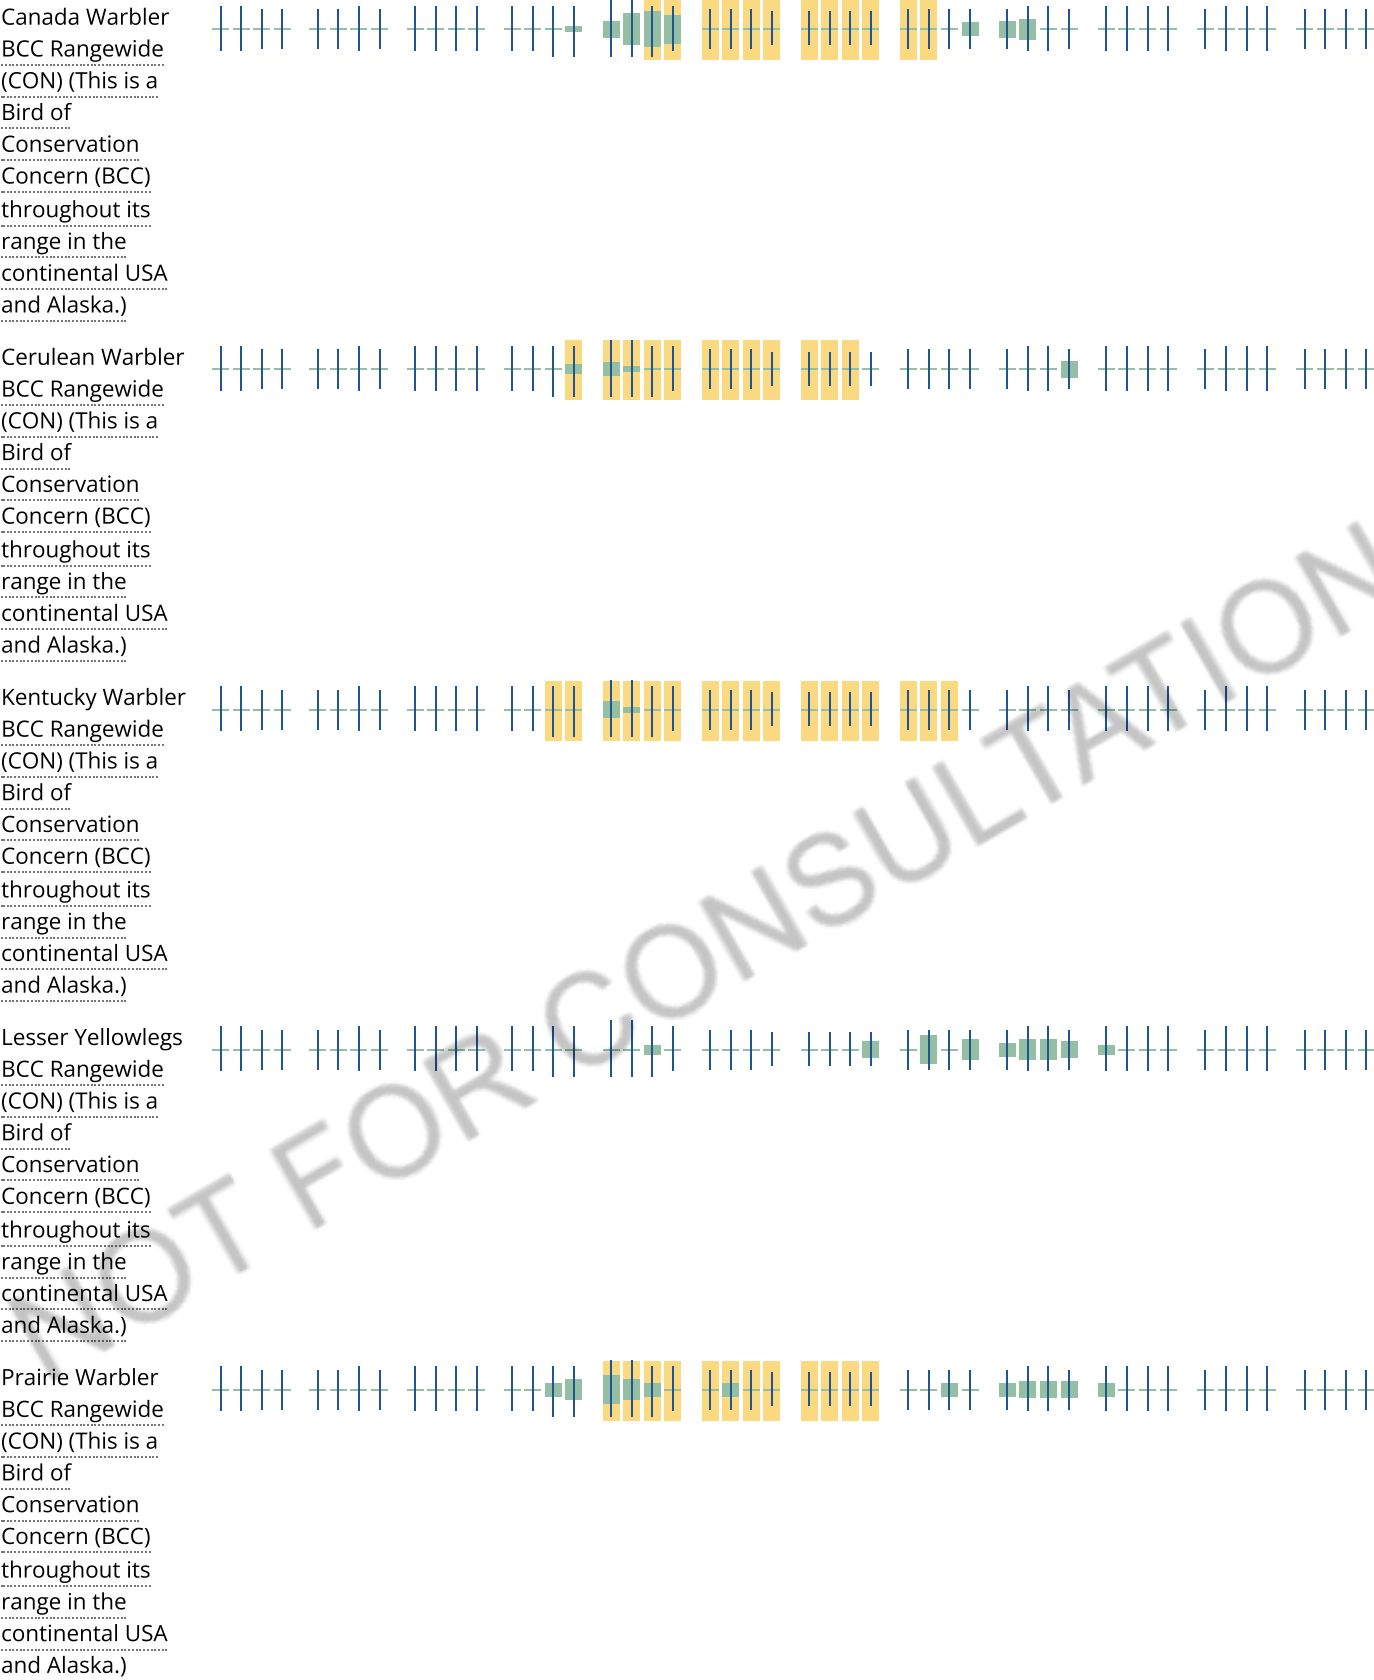 Canada Warbler
BCC Rangewide
(CON) (This is a
Bird of
Conservation
Concern (BCC)
throughout its
range in the
continental USA
and Alaska.)
Cerulean Warbler
BCC Rangewide
(CON) (This is a
Bird of
Conservation
Concern (BCC)
throughout its
range in the
continental USA
and Alaska.)
Kentucky Warbler
BCC Rangewide
(CON) (This is a
Bird of
Conservation
Concern (BCC)
throughout its
range in the
continental USA
and Alaska.)
Lesser Yellowlegs
BCC Rangewide
(CON) (This is a
Bird of
Conservation
Concern (BCC)
throughout its
range in the
continental USA
and Alaska.)
Prairie Warbler
BCC Rangewide
(CON) (This is a
Bird of
Conservation
Concern (BCC)
throughout its
range in the
continental USA
and Alaska.)
NOT FOR CONSULTATION